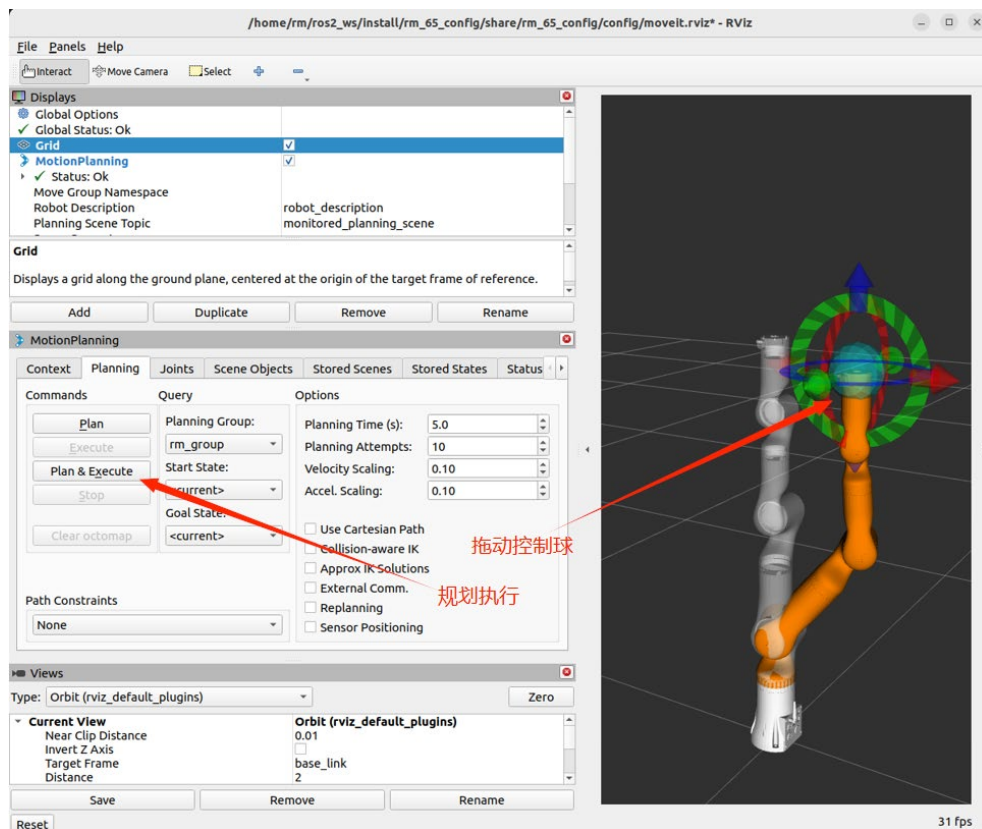 /home/rm/ros2_ws/install/rm_65_config/share/rm_65_config/config/moveit.rviz* - RViz
File Panels Help
Interact Move Camera Select
Displays
Global Options
Global Status: Ok
Grid
MotionPlanning
Status: Ok
Move Group Namespace
Robot Description robot_description
Planning Scene Topic monitored_planning_scene
Grid
Displays a grid along the ground plane, centered at the origin of the target frame of reference.
Add Duplicate Remove Rename
MotionPlanning
Context Planning Joints Scene Objects Stored Scenes Stored States Status
Commands Query Options
Plan Planning Group: Planning Time (s): 5.0
Execute rm_group Planning Attempts: 10
Plan & Execute Start State: Velocity Scaling: 0.10
Stop <current> Accel. Scaling: 0.10
Goal State:
Clear octomap <current> Use Cartesian Path
Collision-aware IK
拖动控制球
Approx IK Solutions
External Comm.
规划执行
Path Constraints Replanning
None Sensor Positioning
Views
Type: Orbit (rviz_default_plugins) Zero
Current View Orbit (rviz_default_plugins)
Near Clip Distance 0.01
Invert Z Axis
Target Frame base_link
Distance 2
Save Remove Rename
Reset 31 fps